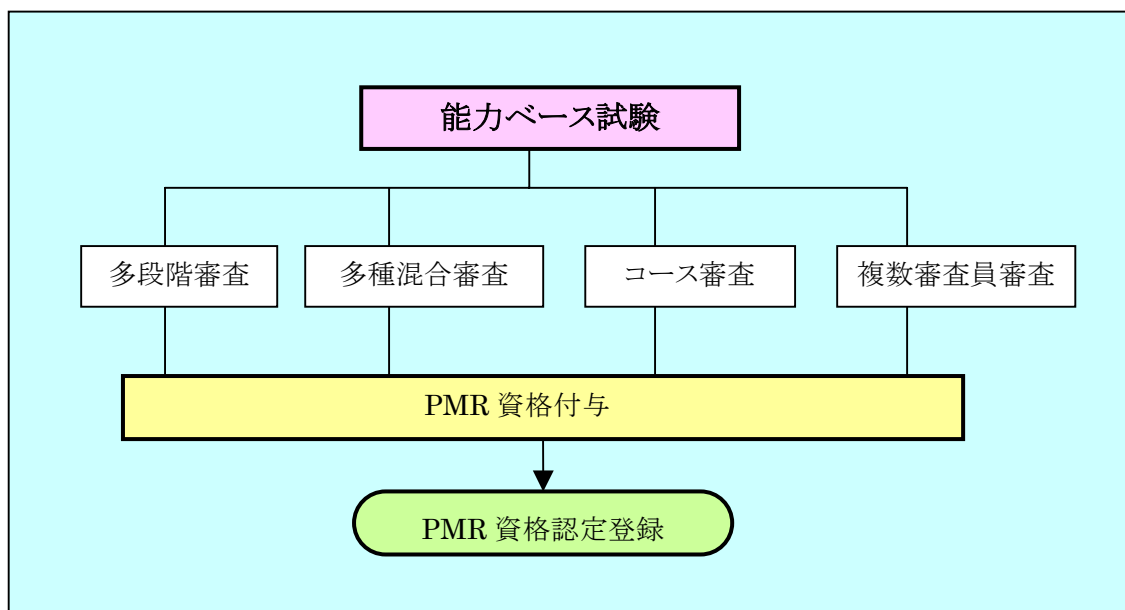 能力ベース試験
多段階審査
多種混合審査
コース審査
複数審査員審査
PMR 資格付与
PMR 資格認定登録